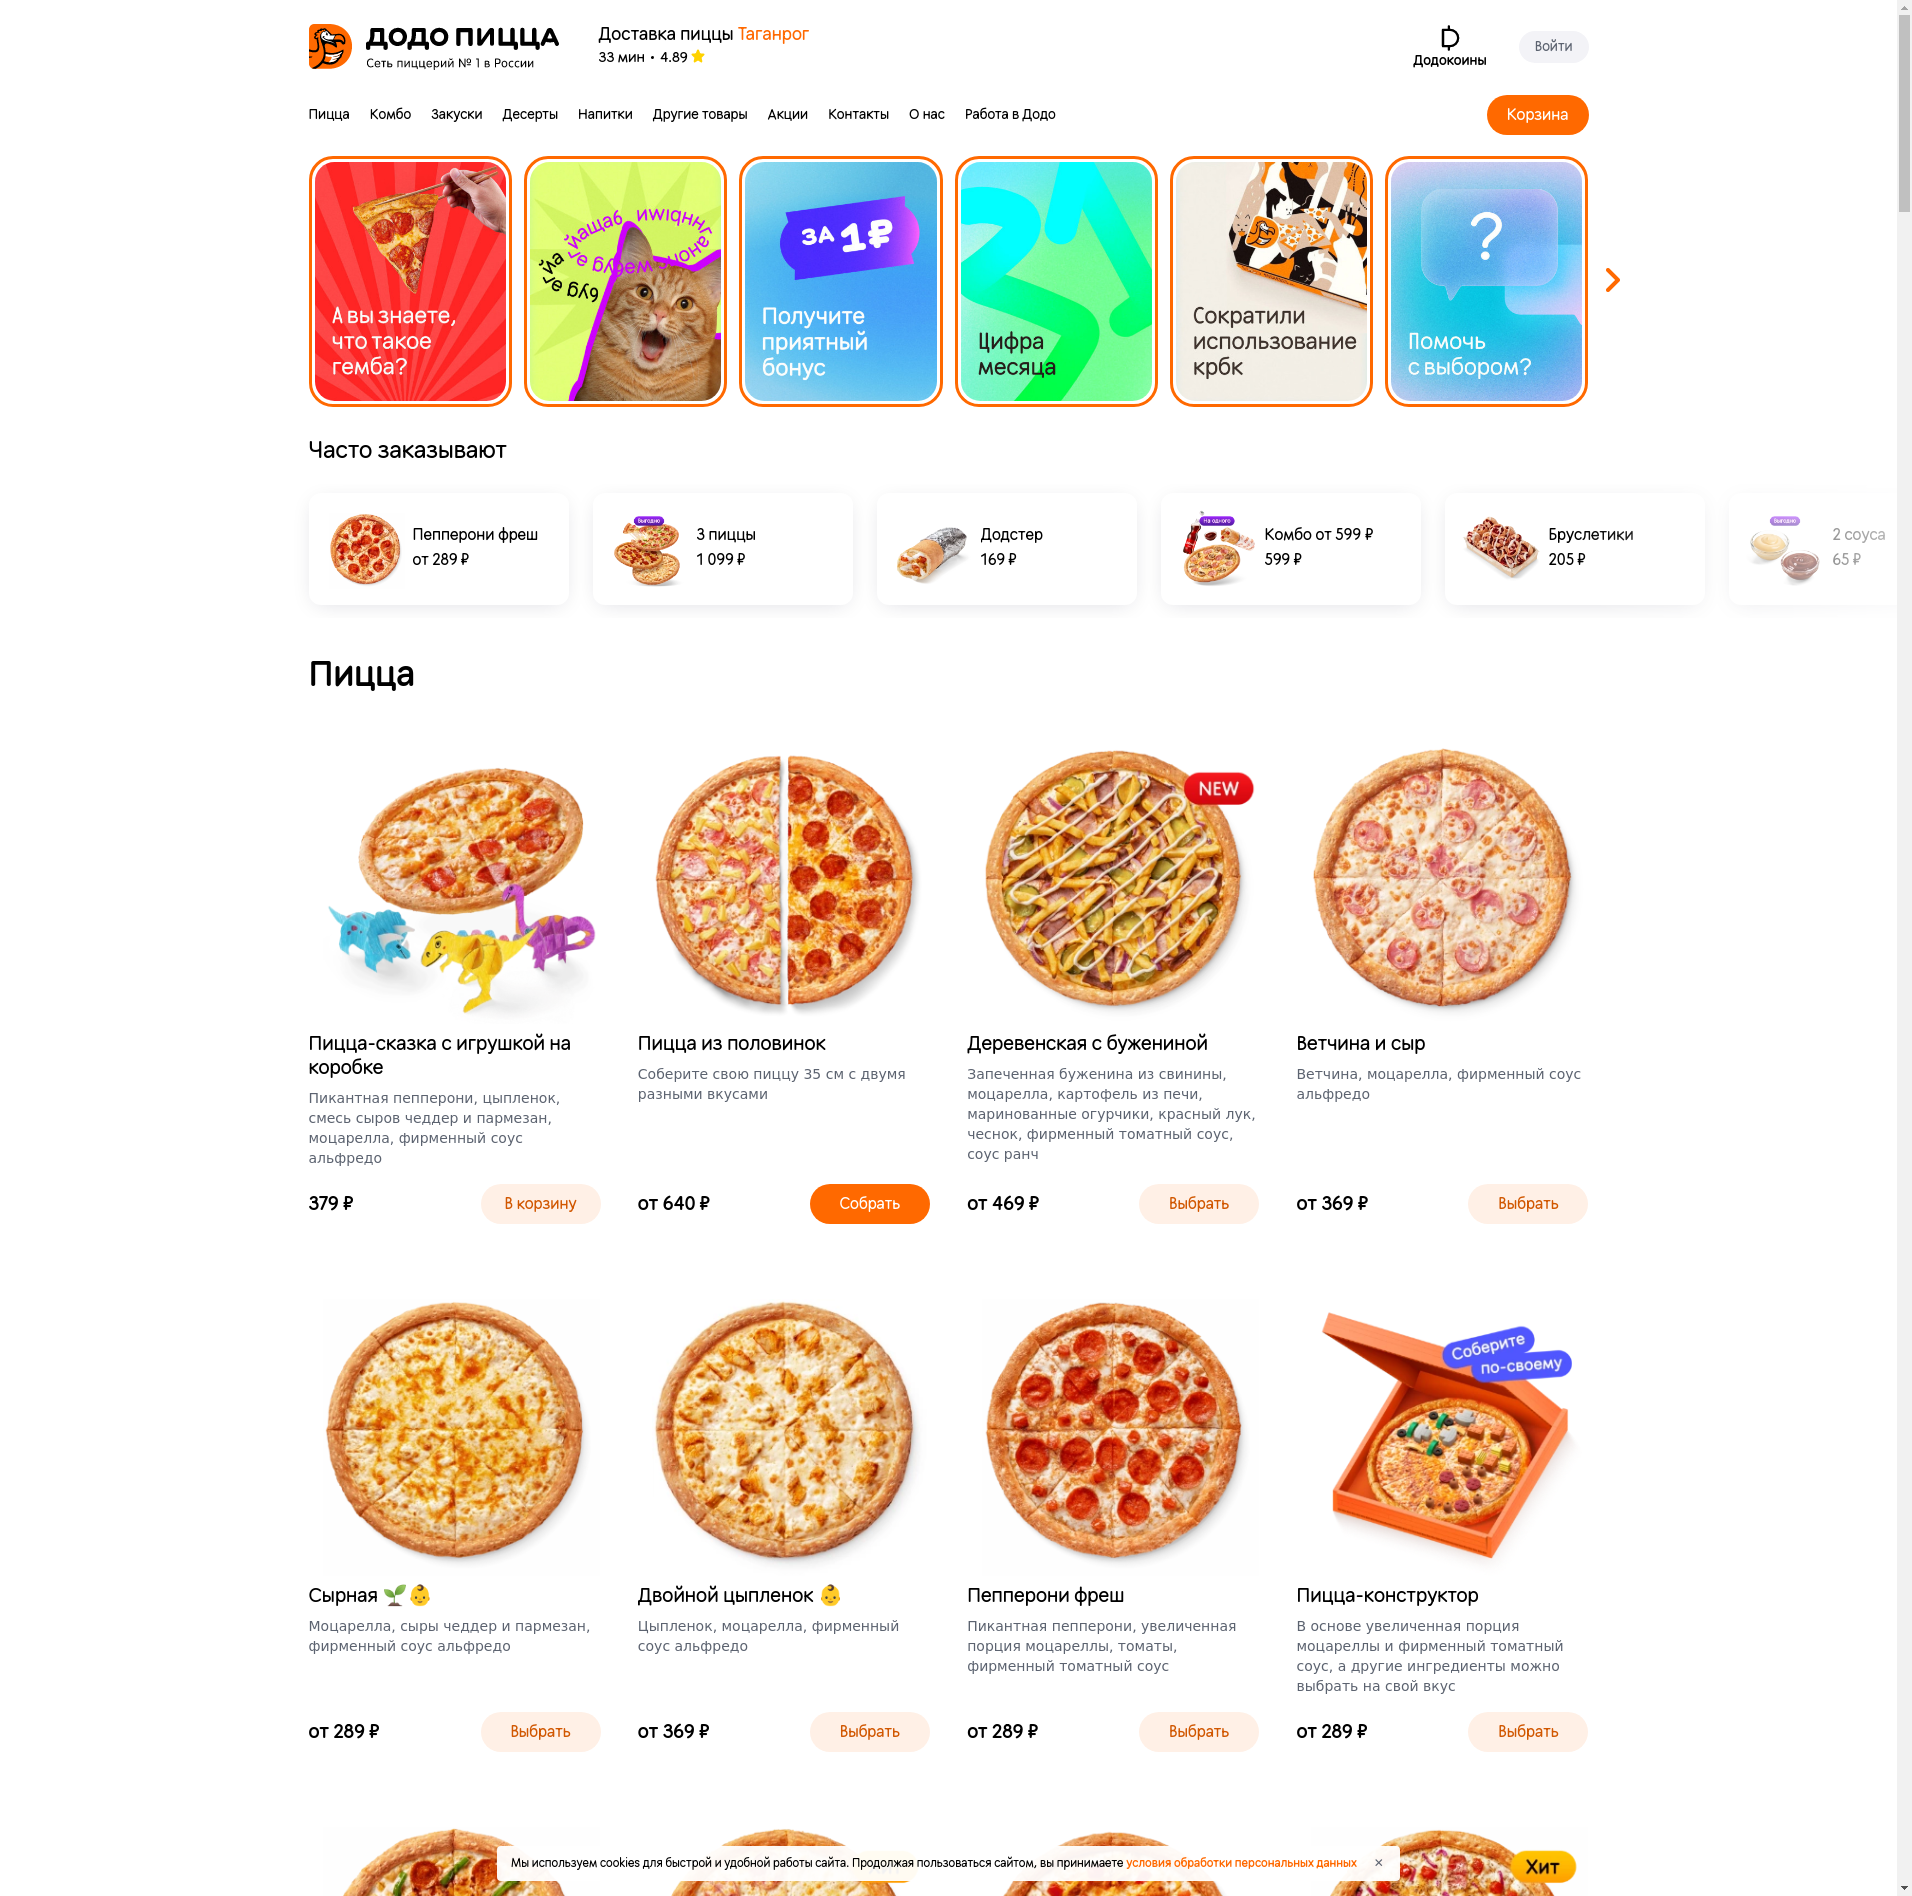 ДОДО ПИЦЦА
Сеть пиццерий № 1 в России
Доставка пиццы Таганрог
33 мин • 4.89
Додокоины
Войти
Пицца Комбо Закуски Десерты Напитки Другие товары Акции Контакты О нас Работа в Додо
Корзина
А вы знаете,
что такое
гемба?
ЗА 1₽
Получите
приятный
бонус
Цифра
месяца
Сократили
использование
крбк
?
Помочь
с выбором?
Часто заказывают
Пепперони фреш
от 289 ₽
Выгодно
3 пиццы
1 099 ₽
Додстер
169 ₽
На одного
Комбо от 599 ₽
599 ₽
Бруслетики
205 ₽
Выгодно
2 соуса
65 ₽
Пицца
Пицца-сказка с игрушкой на
коробке
Пикантная пепперони, цыпленок,
смесь сыров чеддер и пармезан,
моцарелла, фирменный соус
альфредо
379 ₽
В корзину
Пицца из половинок
Соберите свою пиццу 35 см с двумя
разными вкусами
от 640 ₽
Собрать
NEW
Деревенская с бужениной
Запеченная буженина из свинины,
моцарелла, картофель из печи,
маринованные огурчики, красный лук,
чеснок, фирменный томатный соус,
соус ранч
от 469 ₽
Выбрать
Ветчина и сыр
Ветчина, моцарелла, фирменный соус
альфредо
от 369 ₽
Выбрать
Сырная 🌱👶
Моцарелла, сыры чеддер и пармезан,
фирменный соус альфредо
от 289 ₽
Выбрать
Двойной цыпленок 👶
Цыпленок, моцарелла, фирменный
соус альфредо
от 369 ₽
Выбрать
Пепперони фреш
Пикантная пепперони, увеличенная
порция моцареллы, томаты,
фирменный томатный соус
от 289 ₽
Выбрать
Соберите
по-своему
Пицца-конструктор
В основе увеличенная порция
моцареллы и фирменный томатный
соус, а другие ингредиенты можно
выбрать на свой вкус
от 289 ₽
Выбрать
Хит
Мы используем cookies для быстрой и удобной работы сайта. Продолжая пользоваться сайтом, вы принимаете условия обработки персональных данных